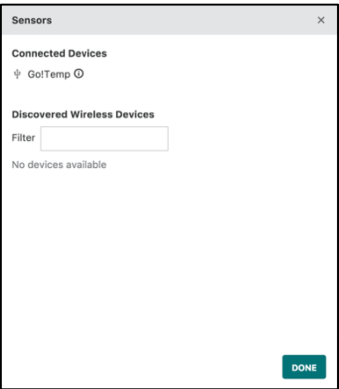 Sensors
Connected Devices
Go!Temp
Discovered Wireless Devices
Filter
No devices available
DONE